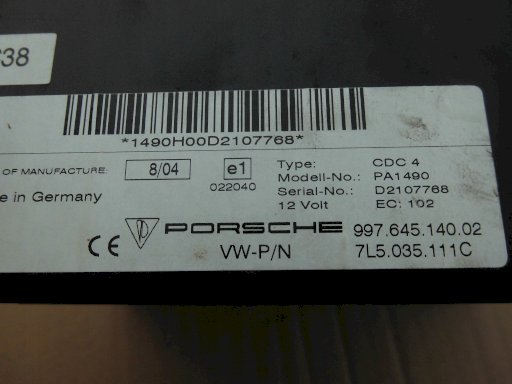 38
*1490H00D2107768*
OF MANUFACTURE: 8/04 e1 022040
Type: CDC 4
Modell-No.: PA1490
Serial-No.: D2107768
12 Volt EC: 102
in Germany
CE PORSCHE 997.645.140.02
VW-P/N 7L5.035.111C